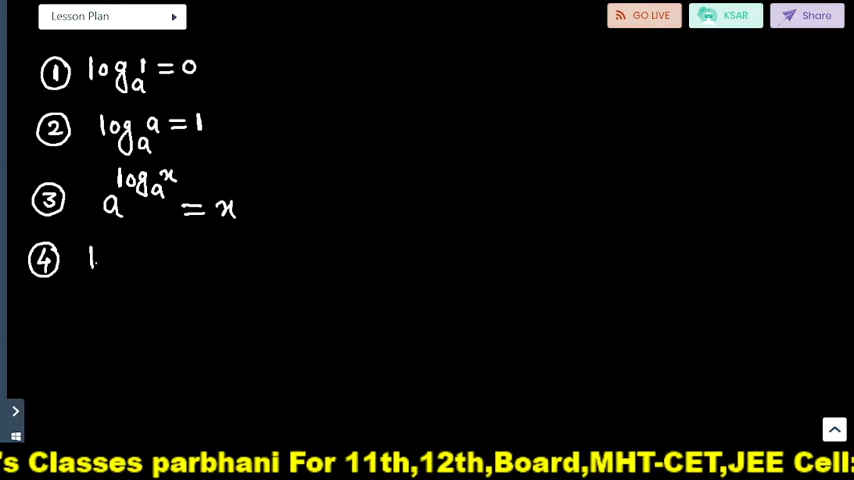 Lesson Plan
GO LIVE
KSAR
Share
① logₐ1 = 0
② logₐa = 1
③ a^(logₐx) = x
④ l
's Classes parbhani For 11th,12th,Board,MHT-CET,JEE Cell: